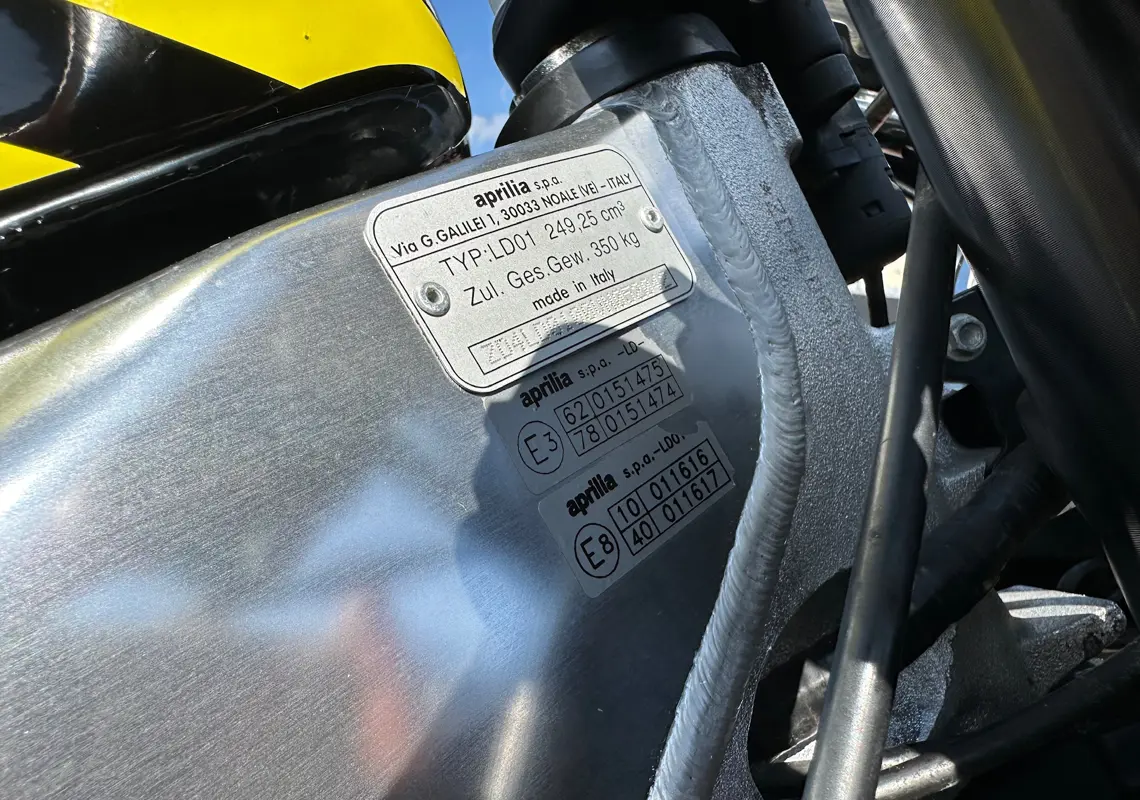 aprilia s.p.a.
Via G.GALILEI 1, 30033 NOALE (VE) - ITALY
TYP:LD01 249,25 cm³
Zul. Ges.Gew. 350 kg
made in Italy
aprilia s.p.a. -LD-
E3 62 0151475
78 0151474
aprilia s.p.a.-LD01
E8 10 011616
40 011617